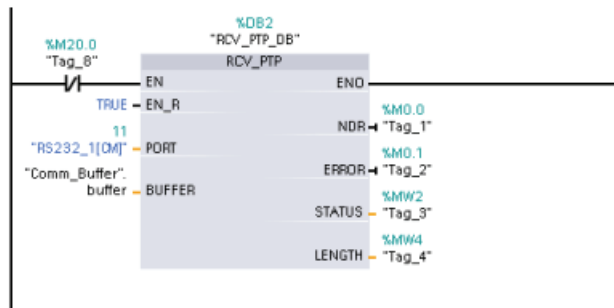 %DB2
"RCV_PTP_DB"
%M20.0
"Tag_8"
RCV_PTP
EN
ENO
TRUE
EN_R
%M0.0
NDR
"Tag_1"
11
"RS232_1[CM]"
PORT
%M0.1
ERROR
"Tag_2"
"Comm_Buffer".
buffer
BUFFER
%MW2
STATUS
"Tag_3"
%MW4
LENGTH
"Tag_4"